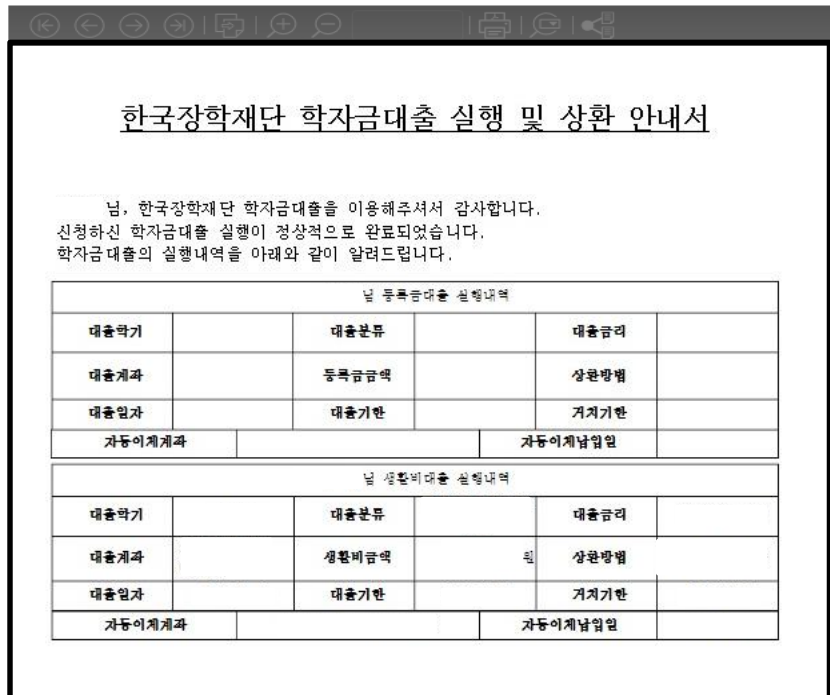 한국장학재단 학자금대출 실행 및 상환 안내서
님, 한국장학재단 학자금대출을 이용해주셔서 감사합니다.
신청하신 학자금대출 실행이 정상적으로 완료되었습니다.
학자금대출의 실행내역을 아래와 같이 알려드립니다.
님 등록금대출 실행내역
대출학기 대출분류 대출금리
대출계좌 등록금금액 상환방법
대출일자 대출기한 거치기한
자동이체계좌 자동이체납입일
님 생활비대출 실행내역
대출학기 대출분류 대출금리
대출계좌 생활비금액 원 상환방법
대출일자 대출기한 거치기한
자동이체계좌 자동이체납입일